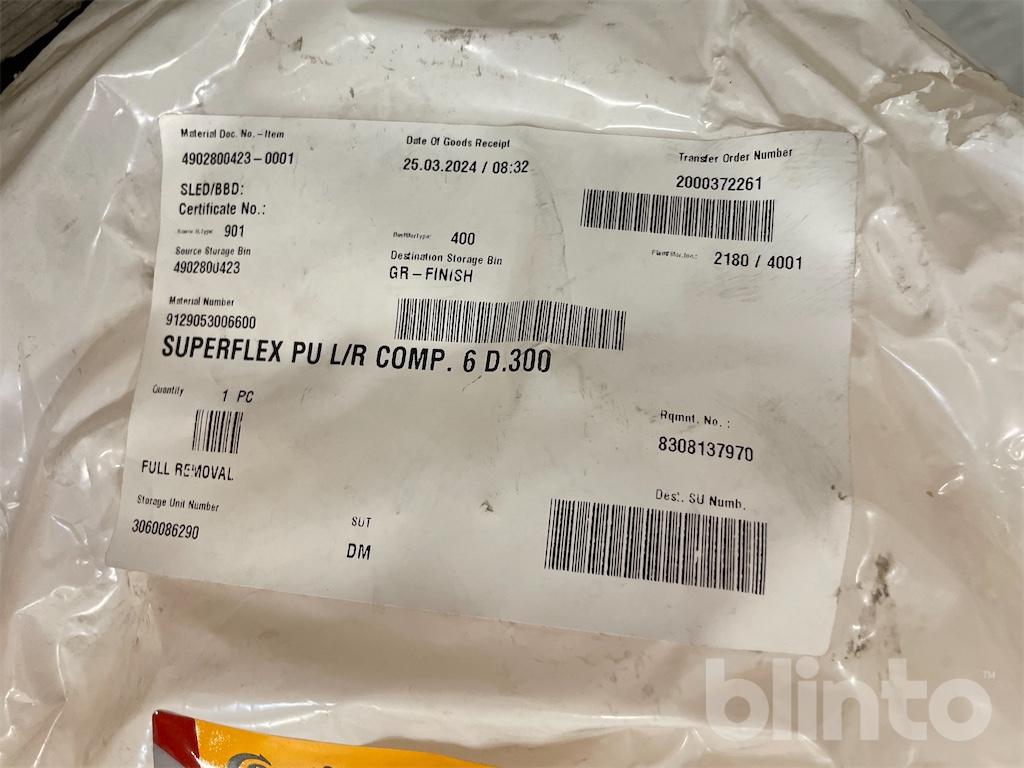 Material Doc. No.-Item
4902800423-0001
Date Of Goods Receipt
25.03.2024 / 08:32
Transfer Order Number
2000372261
SLED/BBD:
Certificate No.:
901
400
2180 / 4001
Source Storage Bin
4902800423
Destination Storage Bin
GR-FINISH
Material Number
9129053006600
SUPERFLEX PU L/R COMP. 6 D.300
Quantity 1 PC
Rqmnt. No.:
8308137970
FULL REMOVAL
Storage Unit Number
3060086290
SUT
DM
Dest. SU Numb.
blinto™